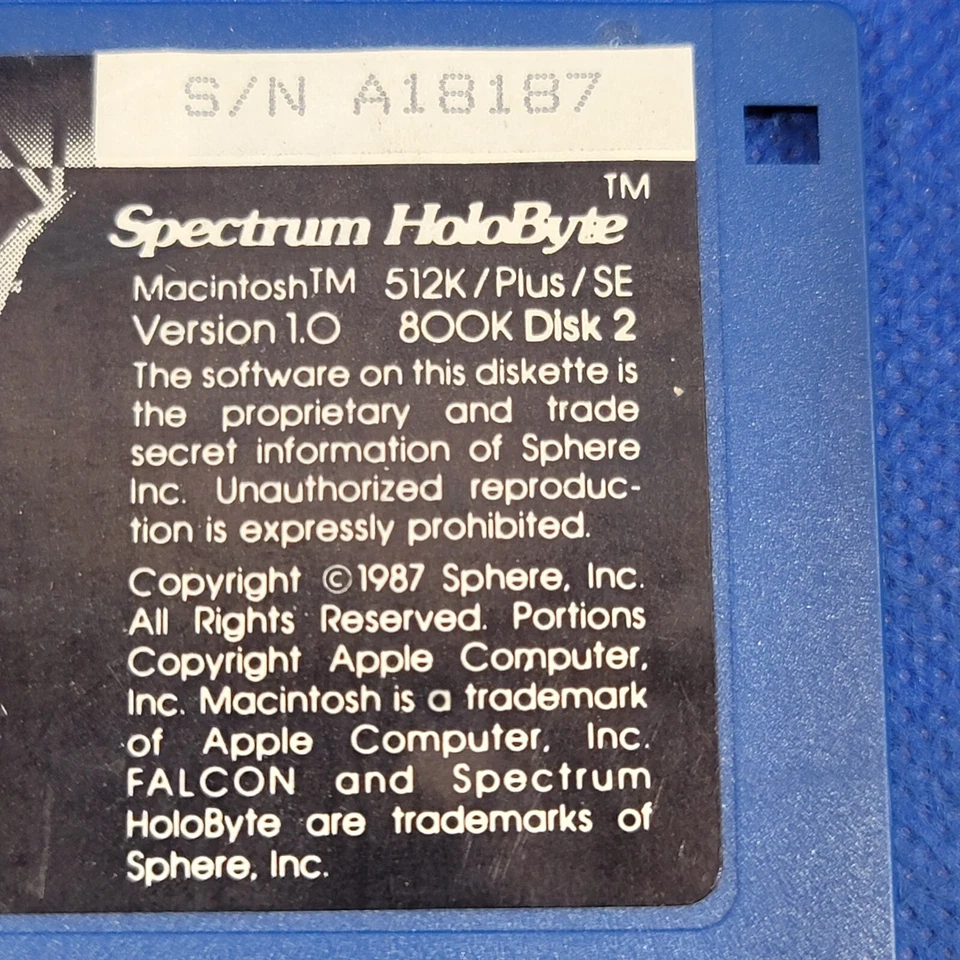 S/N A18187
Spectrum HoloByte™
Macintosh™ 512K/Plus/SE
Version 1.0 800K Disk 2
The software on this diskette is
the proprietary and trade
secret information of Sphere
Inc. Unauthorized reproduc-
tion is expressly prohibited.
Copyright ©1987 Sphere, Inc.
All Rights Reserved. Portions
Copyright Apple Computer,
Inc. Macintosh is a trademark
of Apple Computer, Inc.
FALCON and Spectrum
HoloByte are trademarks of
Sphere, Inc.